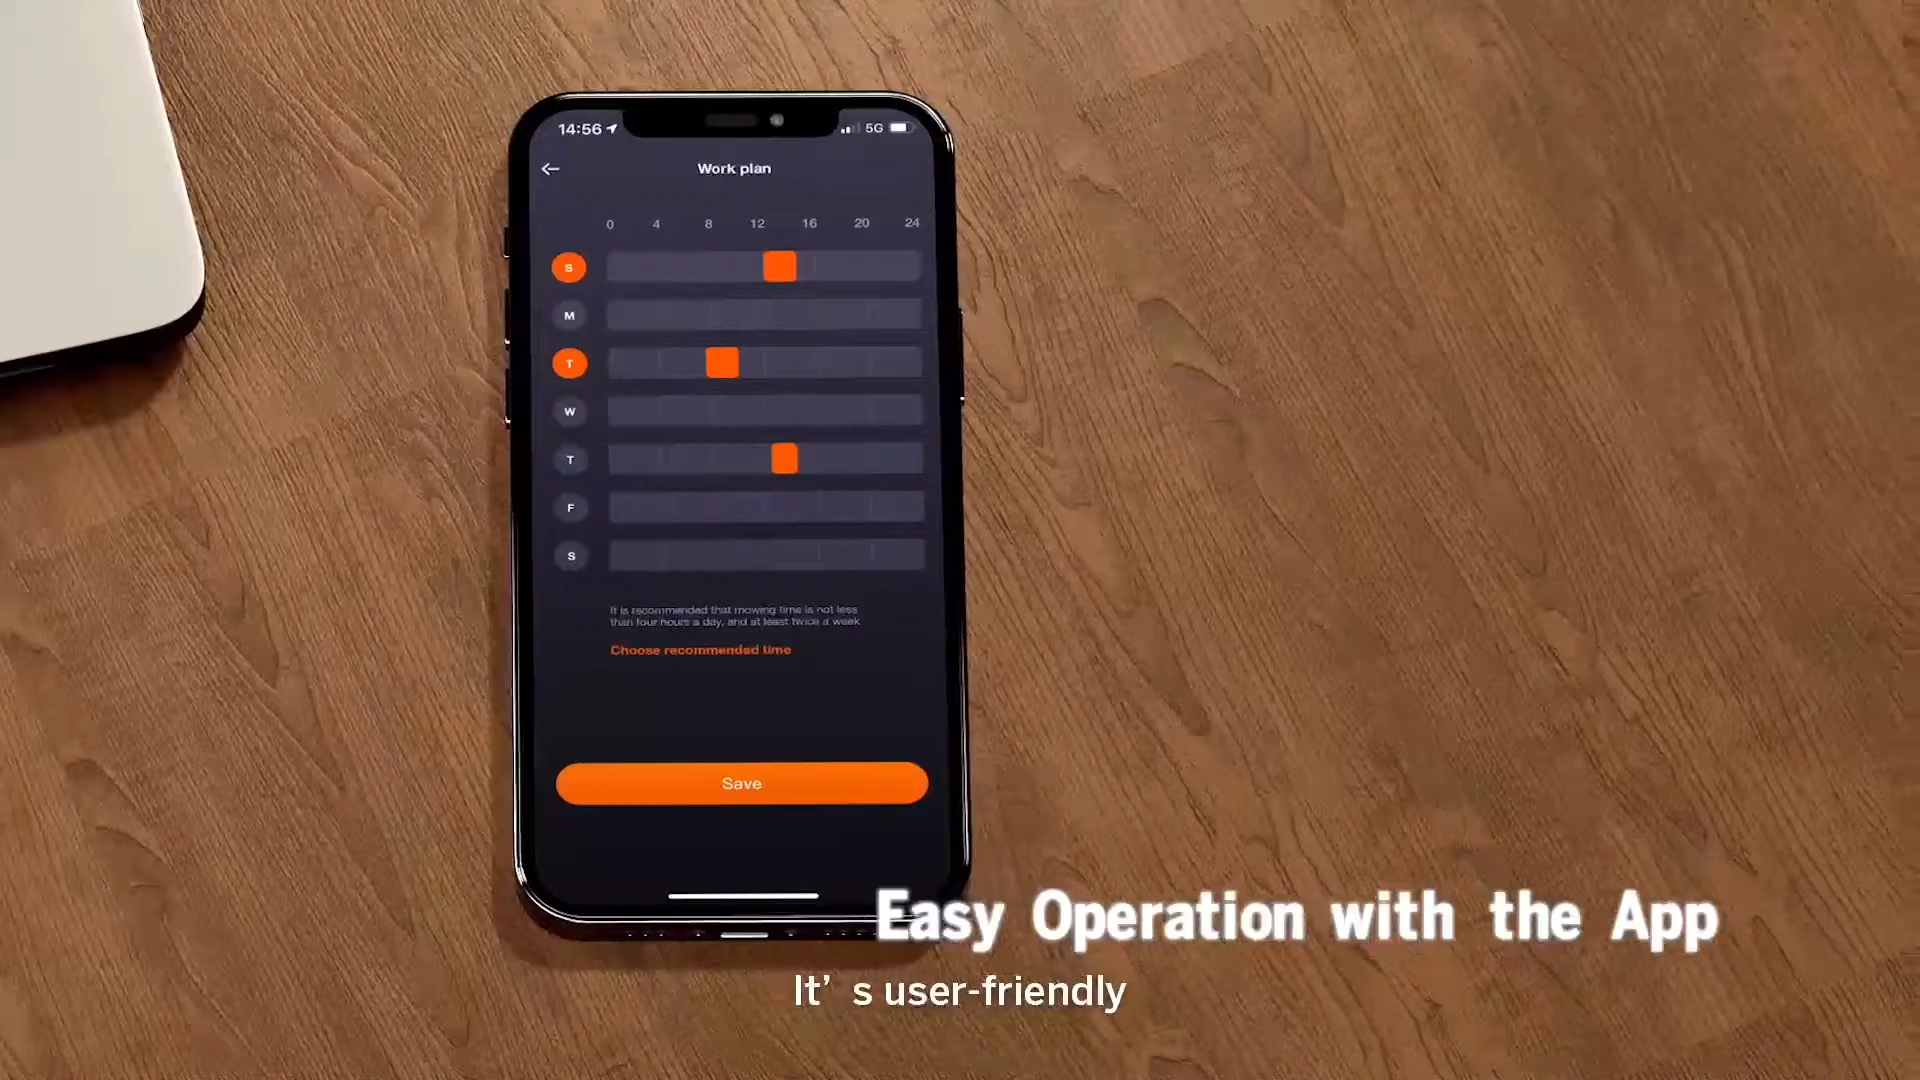 14:56
5G
Work plan
0 4 8 12 16 20 24
S
M
T
W
T
F
S
It is recommended that mowing time is not less
than four hours a day, and at least twice a week
Choose recommended time
Save
Easy Operation with the App
It’s user-friendly